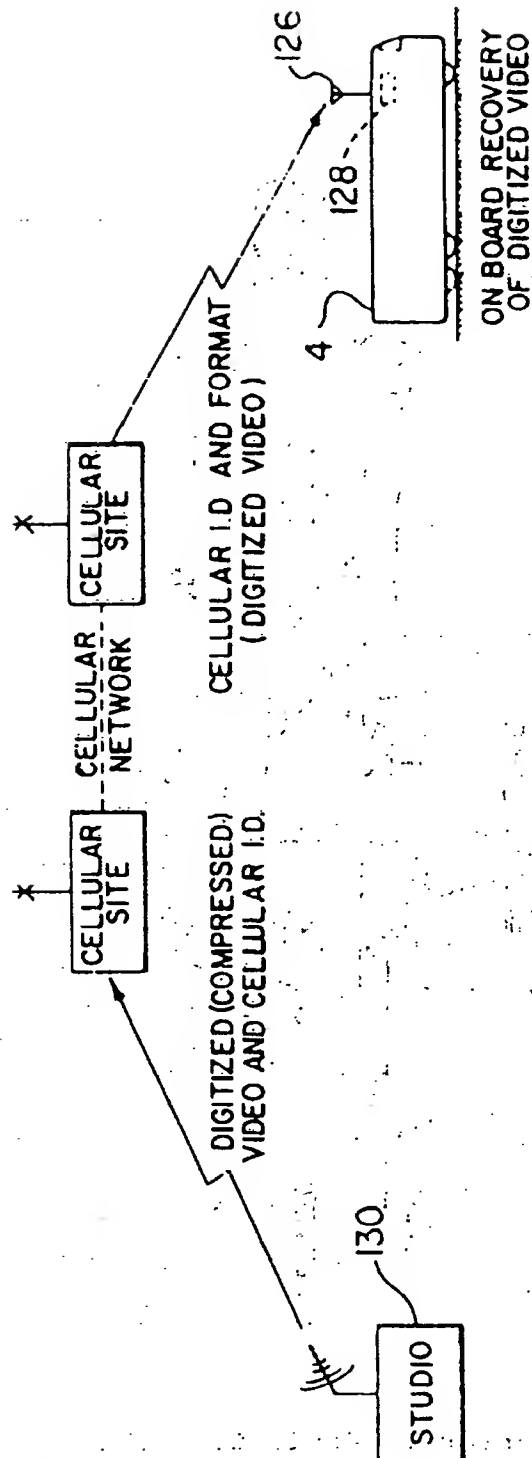 STUDIO
130
DIGITIZED (COMPRESSED)
VIDEO AND CELLULAR I.D.
CELLULAR
SITE
CELLULAR
NETWORK
CELLULAR
SITE
CELLULAR I.D AND FORMAT
(DIGITIZED VIDEO)
4
128
126
ON BOARD RECOVERY
OF DIGITIZED VIDEO